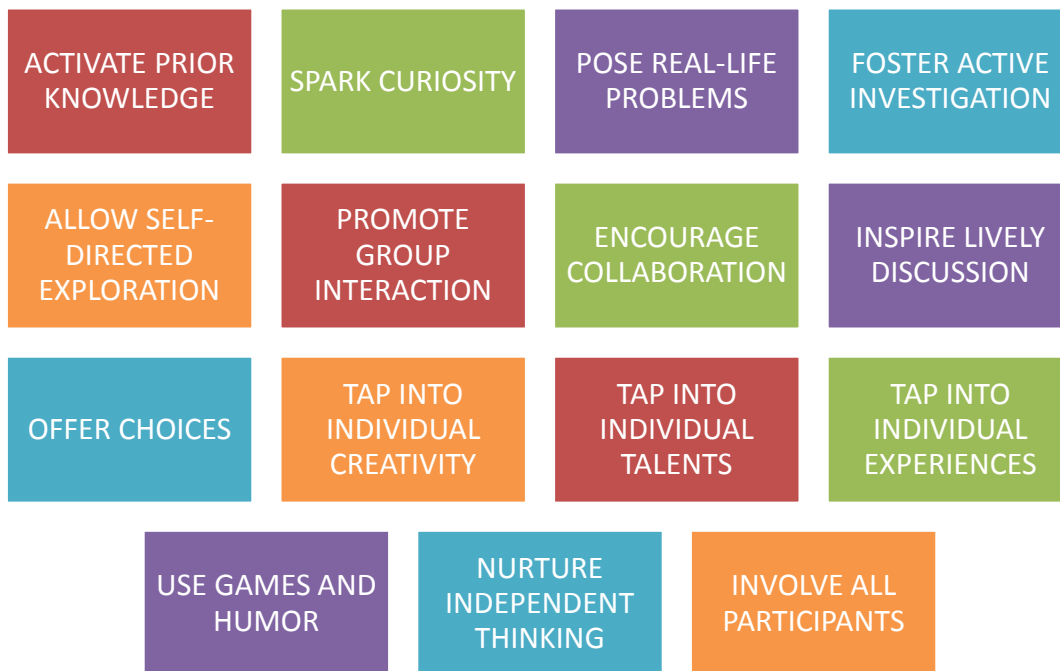 ACTIVATE PRIOR
KNOWLEDGE
SPARK CURIOSITY
POSE REAL-LIFE
PROBLEMS
FOSTER ACTIVE
INVESTIGATION
ALLOW SELF-
DIRECTED
EXPLORATION
PROMOTE
GROUP
INTERACTION
ENCOURAGE
COLLABORATION
INSPIRE LIVELY
DISCUSSION
OFFER CHOICES
TAP INTO
INDIVIDUAL
CREATIVITY
TAP INTO
INDIVIDUAL
TALENTS
TAP INTO
INDIVIDUAL
EXPERIENCES
USE GAMES AND
HUMOR
NURTURE
INDEPENDENT
THINKING
INVOLVE ALL
PARTICIPANTS